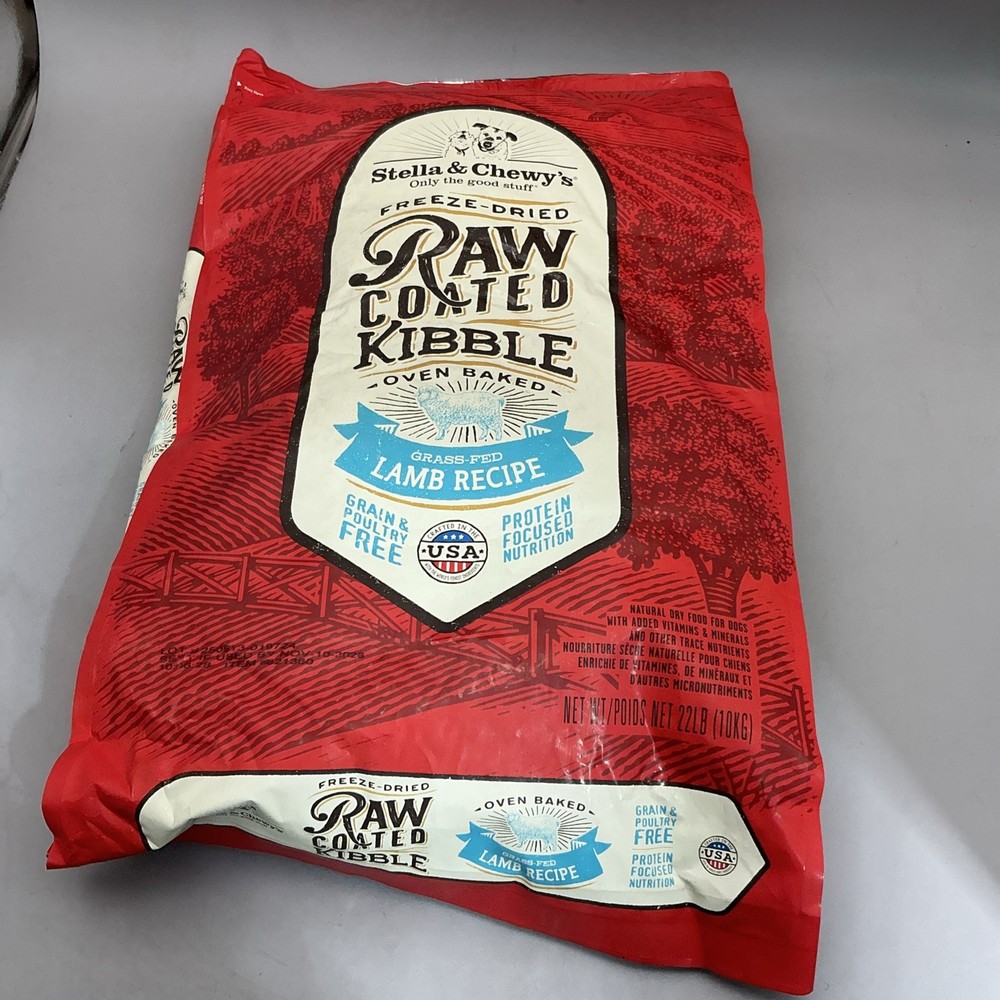 Stella & Chewy's®
Only the good stuff®
FREEZE-DRIED
RAW
COATED
KIBBLE
OVEN BAKED
GRASS-FED
LAMB RECIPE
GRAIN &
POULTRY
FREE
CRAFTED IN THE
USA
PROTEIN
FOCUSED
NUTRITION
NATURAL DRY FOOD FOR DOGS
WITH ADDED VITAMINS & MINERALS
AND OTHER TRACE NUTRIENTS
NOURRITURE SÈCHE NATURELLE POUR CHIENS
ENRICHIE DE VITAMINES, DE MINÉRAUX ET
D'AUTRES MICRONUTRIMENTS
NET WT/POIDS NET 22LB (10KG)
FREEZE-DRIED
RAW
COATED
KIBBLE
OVEN BAKED
GRASS-FED
LAMB RECIPE
GRAIN &
POULTRY
FREE
PROTEIN
FOCUSED
NUTRITION
USA
RAW